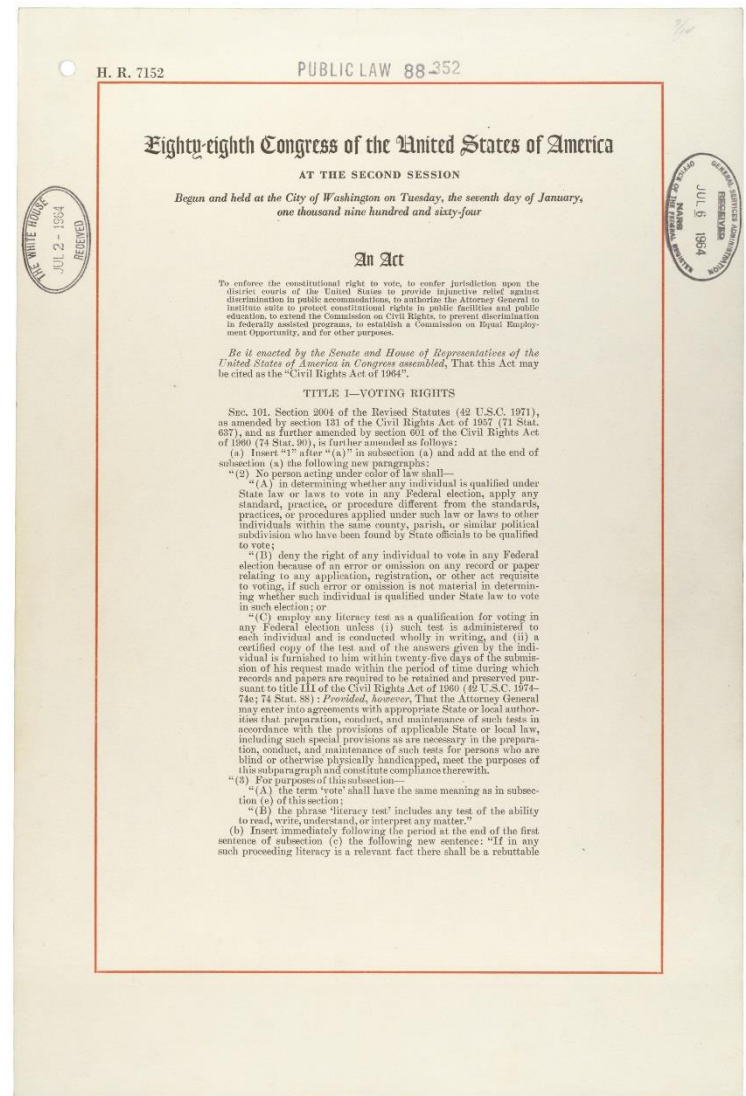 H. R. 7152
PUBLIC LAW 88-352
Eighty-eighth Congress of the United States of America
AT THE SECOND SESSION
Begun and held at the City of Washington on Tuesday, the seventh day of January,
one thousand nine hundred and sixty-four
THE WHITE HOUSE
JUL 2 - 1964
RECEIVED
GENERAL SERVICES ADMINISTRATION
RECEIVED
JUL 6 1964
NARS
OFFICE OF THE FEDERAL REGISTER
An Act
To enforce the constitutional right to vote, to confer jurisdiction upon the
district courts of the United States to provide injunctive relief against
discrimination in public accommodations, to authorize the Attorney General to
institute suits to protect constitutional rights in public facilities and public
education, to extend the Commission on Civil Rights, to prevent discrimination
in federally assisted programs, to establish a Commission on Equal Employ-
ment Opportunity, and for other purposes.
Be it enacted by the Senate and House of Representatives of the
United States of America in Congress assembled, That this Act may
be cited as the “Civil Rights Act of 1964”.
TITLE I—VOTING RIGHTS
SEC. 101. Section 2004 of the Revised Statutes (42 U.S.C. 1971),
as amended by section 131 of the Civil Rights Act of 1957 (71 Stat.
637), and as further amended by section 601 of the Civil Rights Act
of 1960 (74 Stat. 90), is further amended as follows:
(a) Insert “1” after “(a)” in subsection (a) and add at the end of
subsection (a) the following new paragraphs:
“(2) No person acting under color of law shall—
“(A) in determining whether any individual is qualified under
State law or laws to vote in any Federal election, apply any
standard, practice, or procedure different from the standards,
practices, or procedures applied under such law or laws to other
individuals within the same county, parish, or similar political
subdivision who have been found by State officials to be qualified
to vote;
“(B) deny the right of any individual to vote in any Federal
election because of an error or omission on any record or paper
relating to any application, registration, or other act requisite
to voting, if such error or omission is not material in determin-
ing whether such individual is qualified under State law to vote
in such election; or
“(C) employ any literacy test as a qualification for voting in
any Federal election unless (i) such test is administered to
each individual and is conducted wholly in writing, and (ii) a
certified copy of the test and of the answers given by the indi-
vidual is furnished to him within twenty-five days of the submis-
sion of his request made within the period of time during which
records and papers are required to be retained and preserved pur-
suant to title III of the Civil Rights Act of 1960 (42 U.S.C. 1974–
74e; 74 Stat. 88): Provided, however, That the Attorney General
may enter into agreements with appropriate State or local author-
ities that preparation, conduct, and maintenance of such tests in
accordance with the provisions of applicable State or local law,
including such special provisions as are necessary in the prepara-
tion, conduct, and maintenance of such tests for persons who are
blind or otherwise physically handicapped, meet the purposes of
this subparagraph and constitute compliance therewith.
“(3) For purposes of this subsection—
“(A) the term ‘vote’ shall have the same meaning as in subsec-
tion (e) of this section;
“(B) the phrase ‘literacy test’ includes any test of the ability
to read, write, understand, or interpret any matter.”
(b) Insert immediately following the period at the end of the first
sentence of subsection (c) the following new sentence: “If in any
such proceeding literacy is a relevant fact there shall be a rebuttable